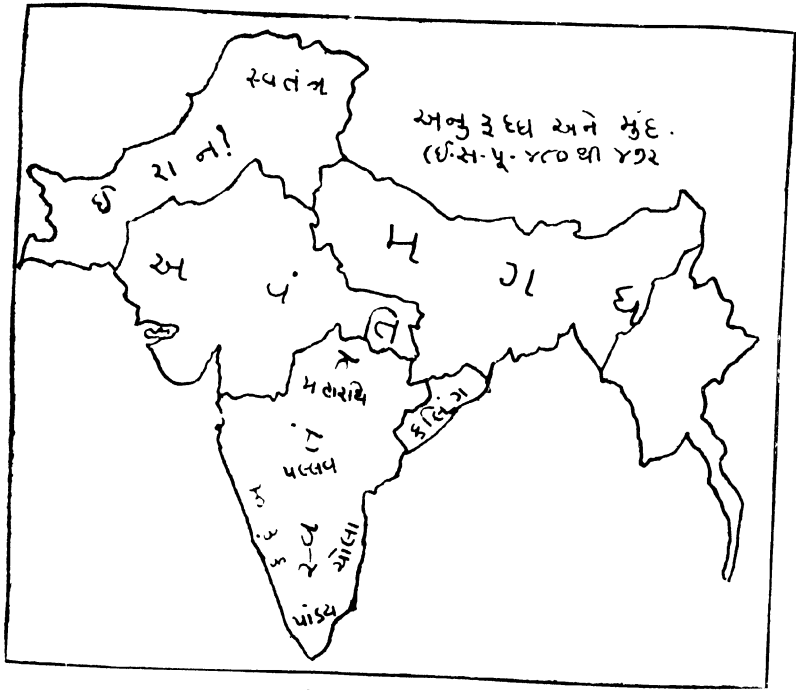 સ્વતંત્ર
અનુરૂધ્ધ અને મુંદ.
(ઈ.સ.પૂ. ૪૮૦ થી ૪૭૨
ઈ રા ન!
મ ગ ધ
અ વં તિ
મહારાથિ
કલિંગ
પલ્લવ
ચોલા
પાંડય